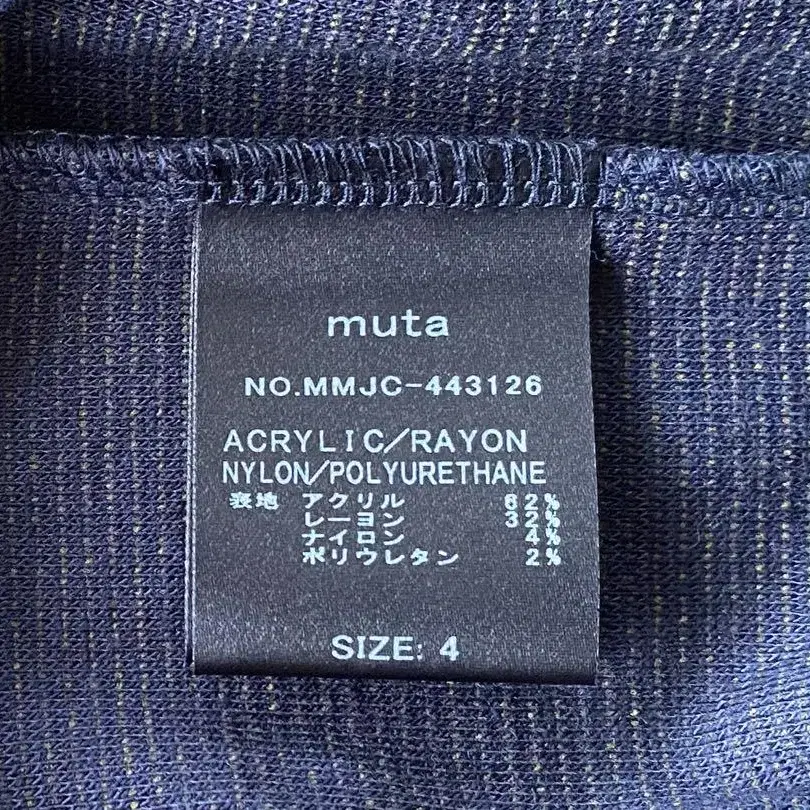 muta
NO.MMJC-443126
ACRYLIC/RAYON
NYLON/POLYURETHANE
表地 アクリル 62%
レーヨン 32%
ナイロン 4%
ポリウレタン 2%
SIZE: 4